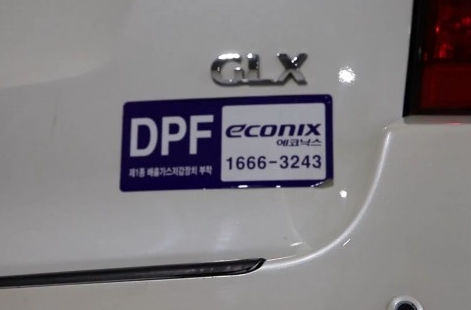 GLX
DPF
제1종 배출가스저감장치 부착
econix
에코닉스
1666-3243